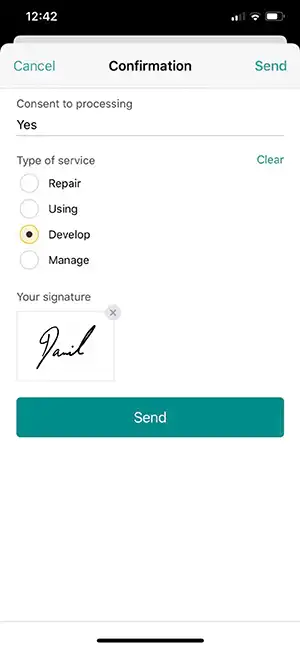 12:42
Cancel Confirmation Send
Consent to processing
Yes
Type of service Clear
Repair
Using
Develop
Manage
Your signature
Danil
Send